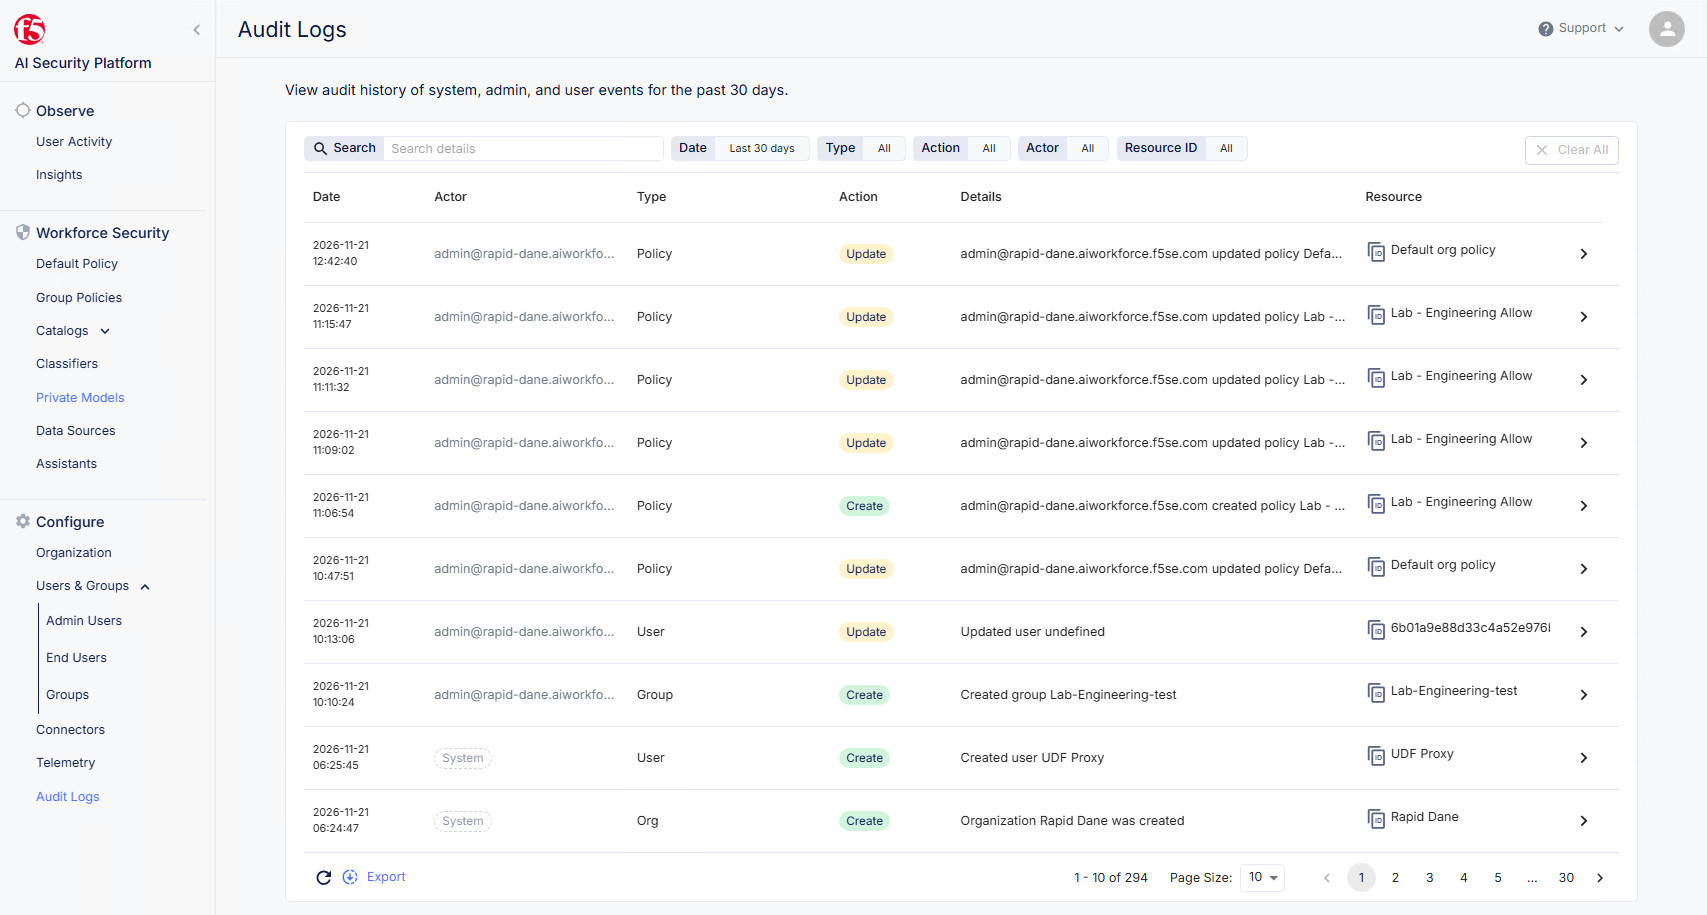 f5
AI Security Platform
Observe
User Activity
Insights
Workforce Security
Default Policy
Group Policies
Catalogs
Classifiers
Private Models
Data Sources
Assistants
Configure
Organization
Users & Groups
Admin Users
End Users
Groups
Connectors
Telemetry
Audit Logs
Audit Logs
Support
View audit history of system, admin, and user events for the past 30 days.
Search Search details Date Last 30 days Type All Action All Actor All Resource ID All Clear All
Date Actor Type Action Details Resource
2026-11-21 12:42:40 admin@rapid-dane.aiworkfo... Policy Update admin@rapid-dane.aiworkforce.f5se.com updated policy Defa... Default org policy
2026-11-21 11:15:47 admin@rapid-dane.aiworkfo... Policy Update admin@rapid-dane.aiworkforce.f5se.com updated policy Lab -... Lab - Engineering Allow
2026-11-21 11:11:32 admin@rapid-dane.aiworkfo... Policy Update admin@rapid-dane.aiworkforce.f5se.com updated policy Lab -... Lab - Engineering Allow
2026-11-21 11:09:02 admin@rapid-dane.aiworkfo... Policy Update admin@rapid-dane.aiworkforce.f5se.com updated policy Lab -... Lab - Engineering Allow
2026-11-21 11:06:54 admin@rapid-dane.aiworkfo... Policy Create admin@rapid-dane.aiworkforce.f5se.com created policy Lab - ... Lab - Engineering Allow
2026-11-21 10:47:51 admin@rapid-dane.aiworkfo... Policy Update admin@rapid-dane.aiworkforce.f5se.com updated policy Defa... Default org policy
2026-11-21 10:13:06 admin@rapid-dane.aiworkfo... User Update Updated user undefined 6b01a9e88d33c4a52e976
2026-11-21 10:10:24 admin@rapid-dane.aiworkfo... Group Create Created group Lab-Engineering-test Lab-Engineering-test
2026-11-21 06:25:45 System User Create Created user UDF Proxy UDF Proxy
2026-11-21 06:24:47 System Org Create Organization Rapid Dane was created Rapid Dane
Export 1 - 10 of 294 Page Size: 10 1 2 3 4 5 ... 30